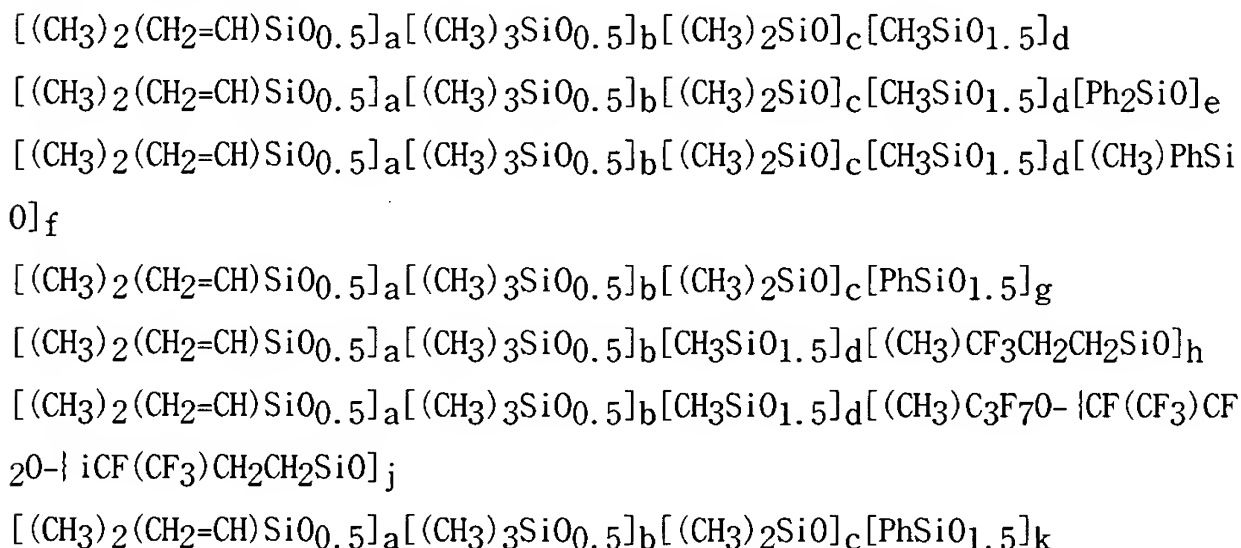 [(CH3)2(CH2=CH)SiO0.5]a[(CH3)3SiO0.5]b[(CH3)2SiO]c[CH3SiO1.5]d
[(CH3)2(CH2=CH)SiO0.5]a[(CH3)3SiO0.5]b[(CH3)2SiO]c[CH3SiO1.5]d[Ph2SiO]e
[(CH3)2(CH2=CH)SiO0.5]a[(CH3)3SiO0.5]b[(CH3)2SiO]c[CH3SiO1.5]d[(CH3)PhSi
O]f
[(CH3)2(CH2=CH)SiO0.5]a[(CH3)3SiO0.5]b[(CH3)2SiO]c[PhSiO1.5]g
[(CH3)2(CH2=CH)SiO0.5]a[(CH3)3SiO0.5]b[CH3SiO1.5]d[(CH3)CF3CH2CH2SiO]h
[(CH3)2(CH2=CH)SiO0.5]a[(CH3)3SiO0.5]b[CH3SiO1.5]d[(CH3)C3F7O-{CF(CF3)CF
2O-} iCF(CF3)CH2CH2SiO]j
[(CH3)2(CH2=CH)SiO0.5]a[(CH3)3SiO0.5]b[(CH3)2SiO]c[PhSiO1.5]k